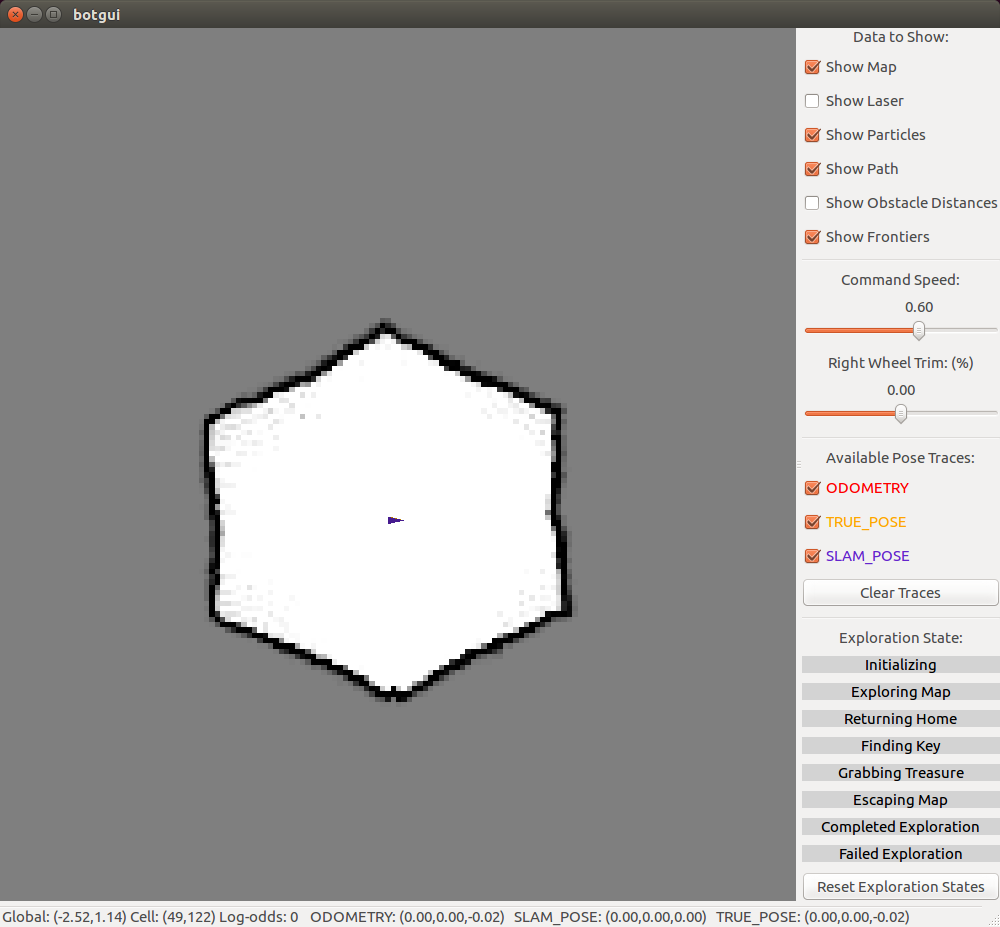 botgui
Data to Show:
Show Map
Show Laser
Show Particles
Show Path
Show Obstacle Distances
Show Frontiers
Command Speed:
0.60
Right Wheel Trim: (%)
0.00
Available Pose Traces:
ODOMETRY
TRUE_POSE
SLAM_POSE
Clear Traces
Exploration State:
Initializing
Exploring Map
Returning Home
Finding Key
Grabbing Treasure
Escaping Map
Completed Exploration
Failed Exploration
Reset Exploration States
Global: (-2.52,1.14) Cell: (49,122) Log-odds: 0 ODOMETRY: (0.00,0.00,-0.02) SLAM_POSE: (0.00,0.00,0.00) TRUE_POSE: (0.00,0.00,-0.02)